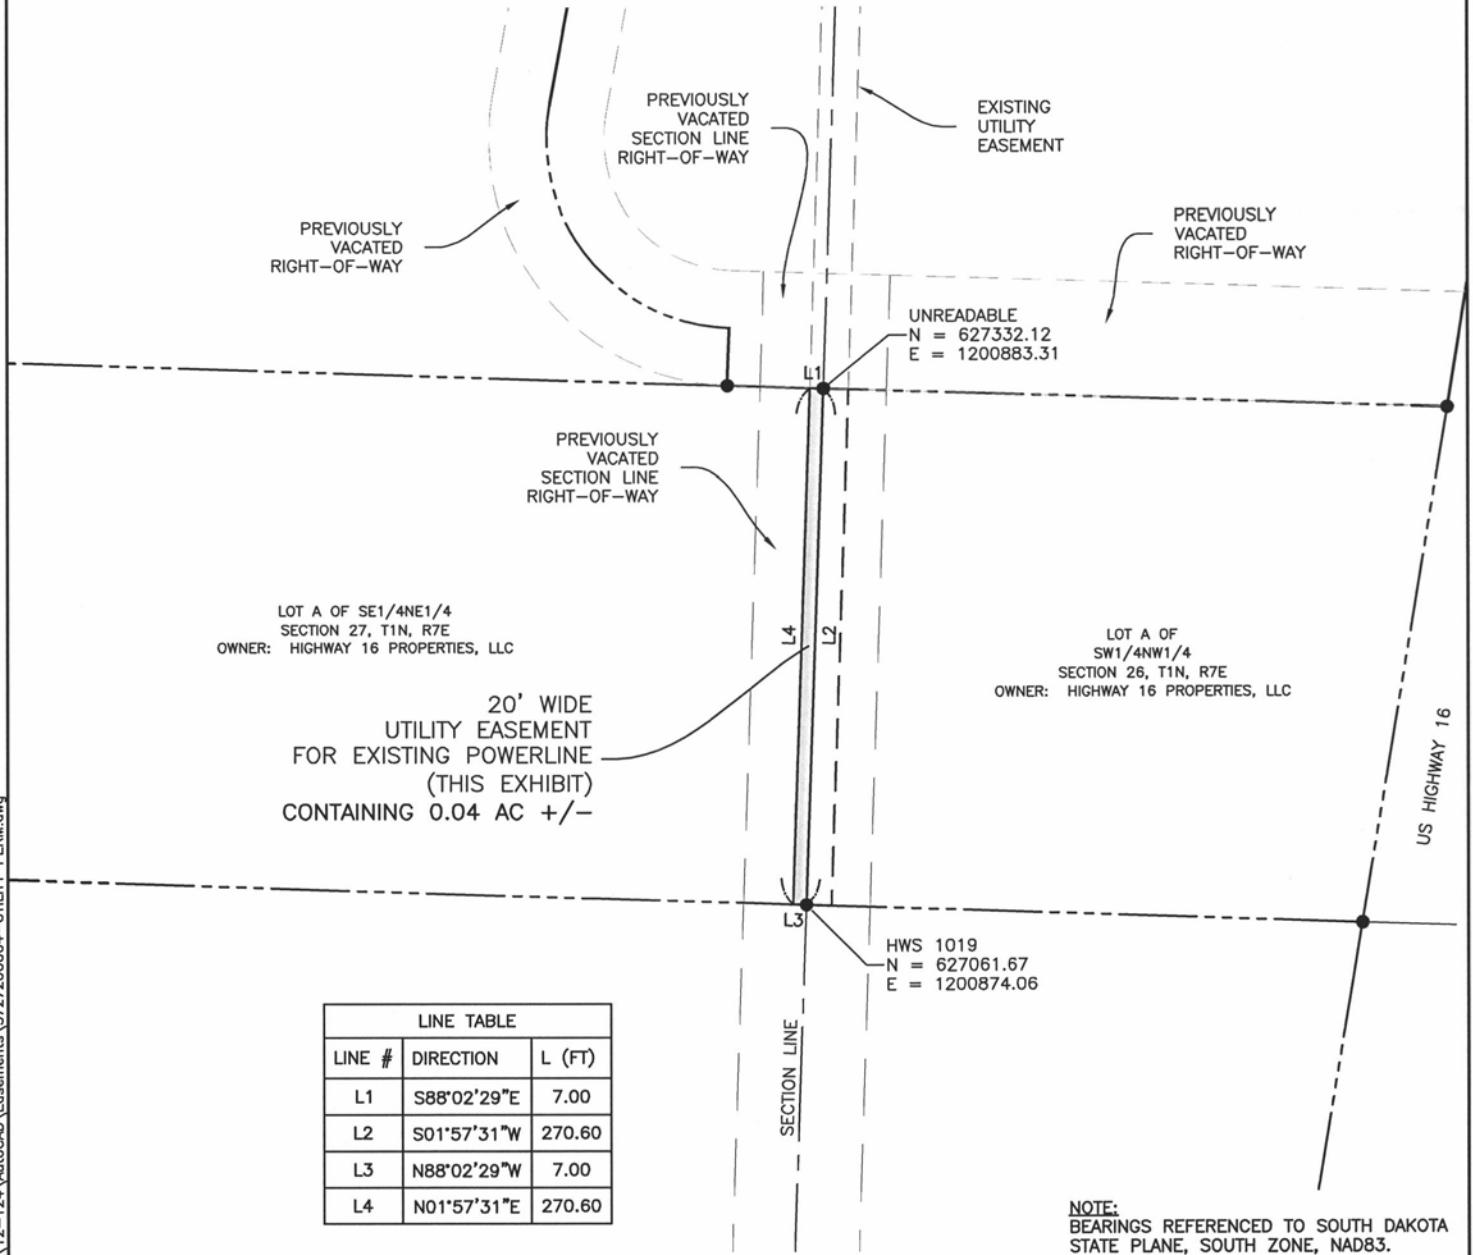 PREVIOUSLY
VACATED
SECTION LINE
RIGHT-OF-WAY
EXISTING
UTILITY
EASEMENT
PREVIOUSLY
VACATED
RIGHT-OF-WAY
PREVIOUSLY
VACATED
RIGHT-OF-WAY
UNREADABLE
N = 627332.12
E = 1200883.31
L1
PREVIOUSLY
VACATED
SECTION LINE
RIGHT-OF-WAY
LOT A OF SE1/4NE1/4
SECTION 27, T1N, R7E
OWNER: HIGHWAY 16 PROPERTIES, LLC
L4
L2
LOT A OF
SW1/4NW1/4
SECTION 26, T1N, R7E
OWNER: HIGHWAY 16 PROPERTIES, LLC
20' WIDE
UTILITY EASEMENT
FOR EXISTING POWERLINE
(THIS EXHIBIT)
CONTAINING 0.04 AC +/-
US HIGHWAY 16
L3
HWS 1019
N = 627061.67
E = 1200874.06
SECTION LINE
LINE TABLE
LINE # DIRECTION L (FT)
L1 S88°02'29"E 7.00
L2 S01°57'31"W 270.60
L3 N88°02'29"W 7.00
L4 N01°57'31"E 270.60
NOTE:
BEARINGS REFERENCED TO SOUTH DAKOTA
STATE PLANE, SOUTH ZONE, NAD83.